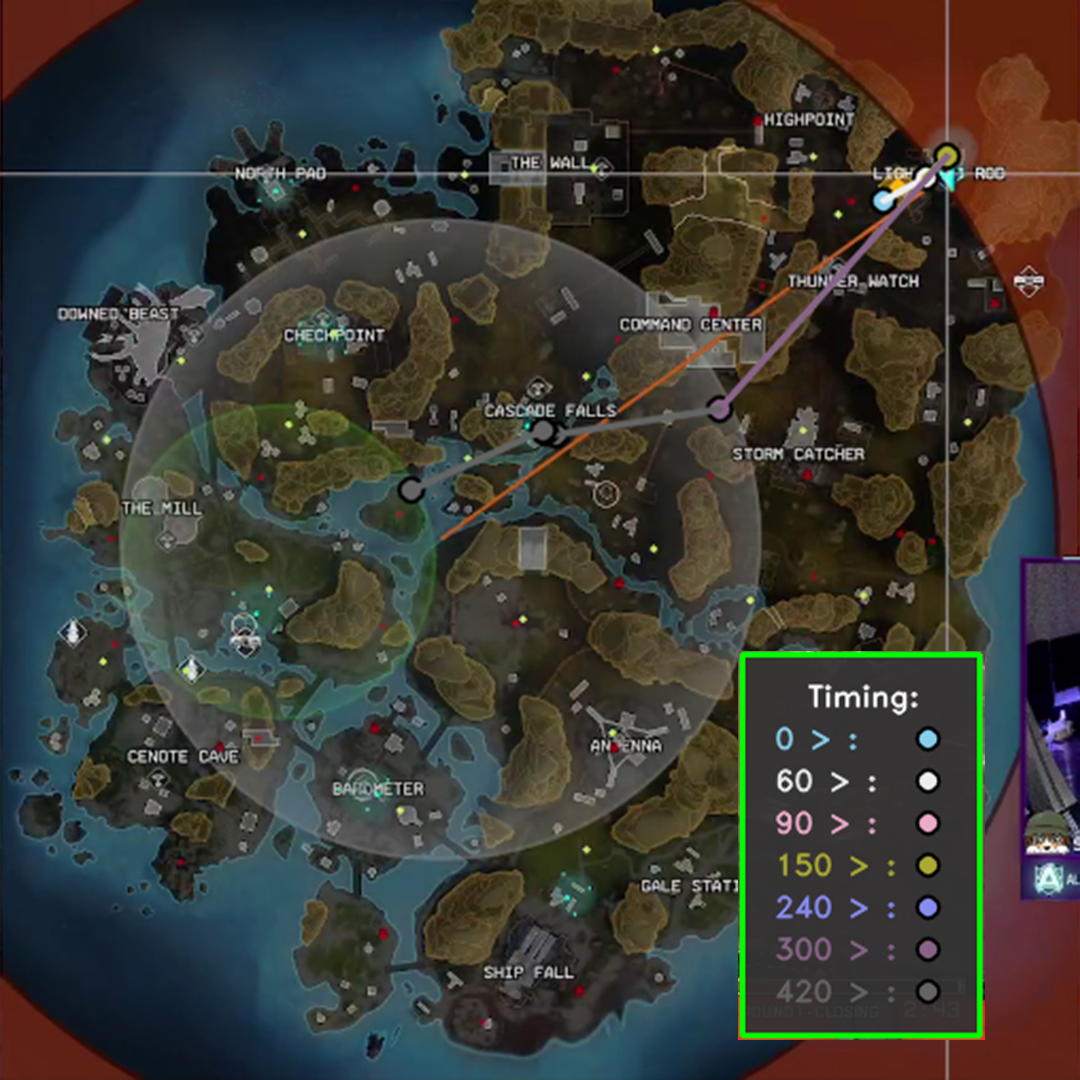 HIGHPOINT
THE WALL
NORTH PAD
THUNDER WATCH
DOWNED BEAST
COMMAND CENTER
CHECKPOINT
CASCADE FALLS
STORM CATCHER
THE MILL
Timing:
0 > :
60 > :
90 > :
150 > :
240 > :
300 > :
420 > :
ANTENNA
CENOTE CAVE
BAROMETER
SHIP FALL